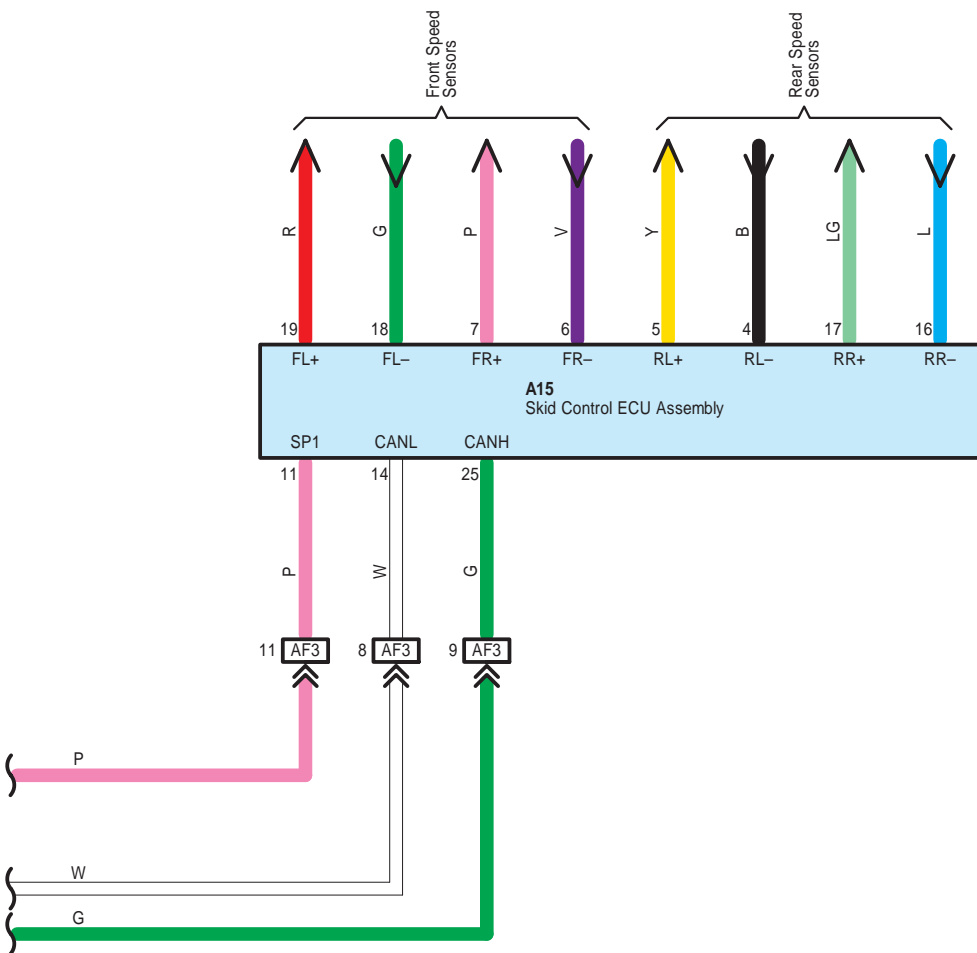 Front Speed
Sensors
Rear Speed
Sensors
R G P V Y B LG L
19 18 7 6 5 4 17 16
FL+ FL– FR+ FR– RL+ RL– RR+ RR–
A15
Skid Control ECU Assembly
SP1 CANL CANH
11 14 25
P W G
11 AF3 8 AF3 9 AF3
P
W
G